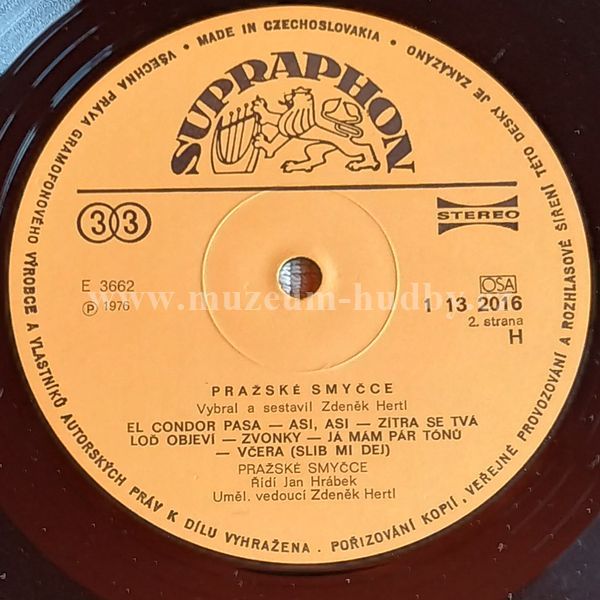 VŠECHNA PRÁVA GRAMOFONOVÉHO VÝROBCE A VLASTNÍKŮ AUTORSKÝCH PRÁV K DÍLU VYHRAŽENA . POŘIZOVÁNÍ KOPIÍ, VEŘEJNÉ PROVOZOVÁNÍ A ROZHLASOVÉ ŠÍŘENÍ TÉTO DESKY JE ZAKÁZÁNO
• MADE IN CZECHOSLOVAKIA •
SUPRAPHON
33
STEREO
E 3662
Ⓟ 1976
OSA
1 13 2016
2. strana
H
www.muzeum-hudby.cz
PRAŽSKÉ SMYČCE
Vybral a sestavil Zdeněk Hertl
EL CONDOR PASA — ASI, ASI — ZÍTRA SE TVÁ
LOĎ OBJEVÍ — ZVONKY — JÁ MÁM PÁR TÓNŮ
— VČERA (SLIB MI DEJ)
PRAŽSKÉ SMYČCE
Řídí Jan Hrábek
Uměl. vedoucí Zdeněk Hertl